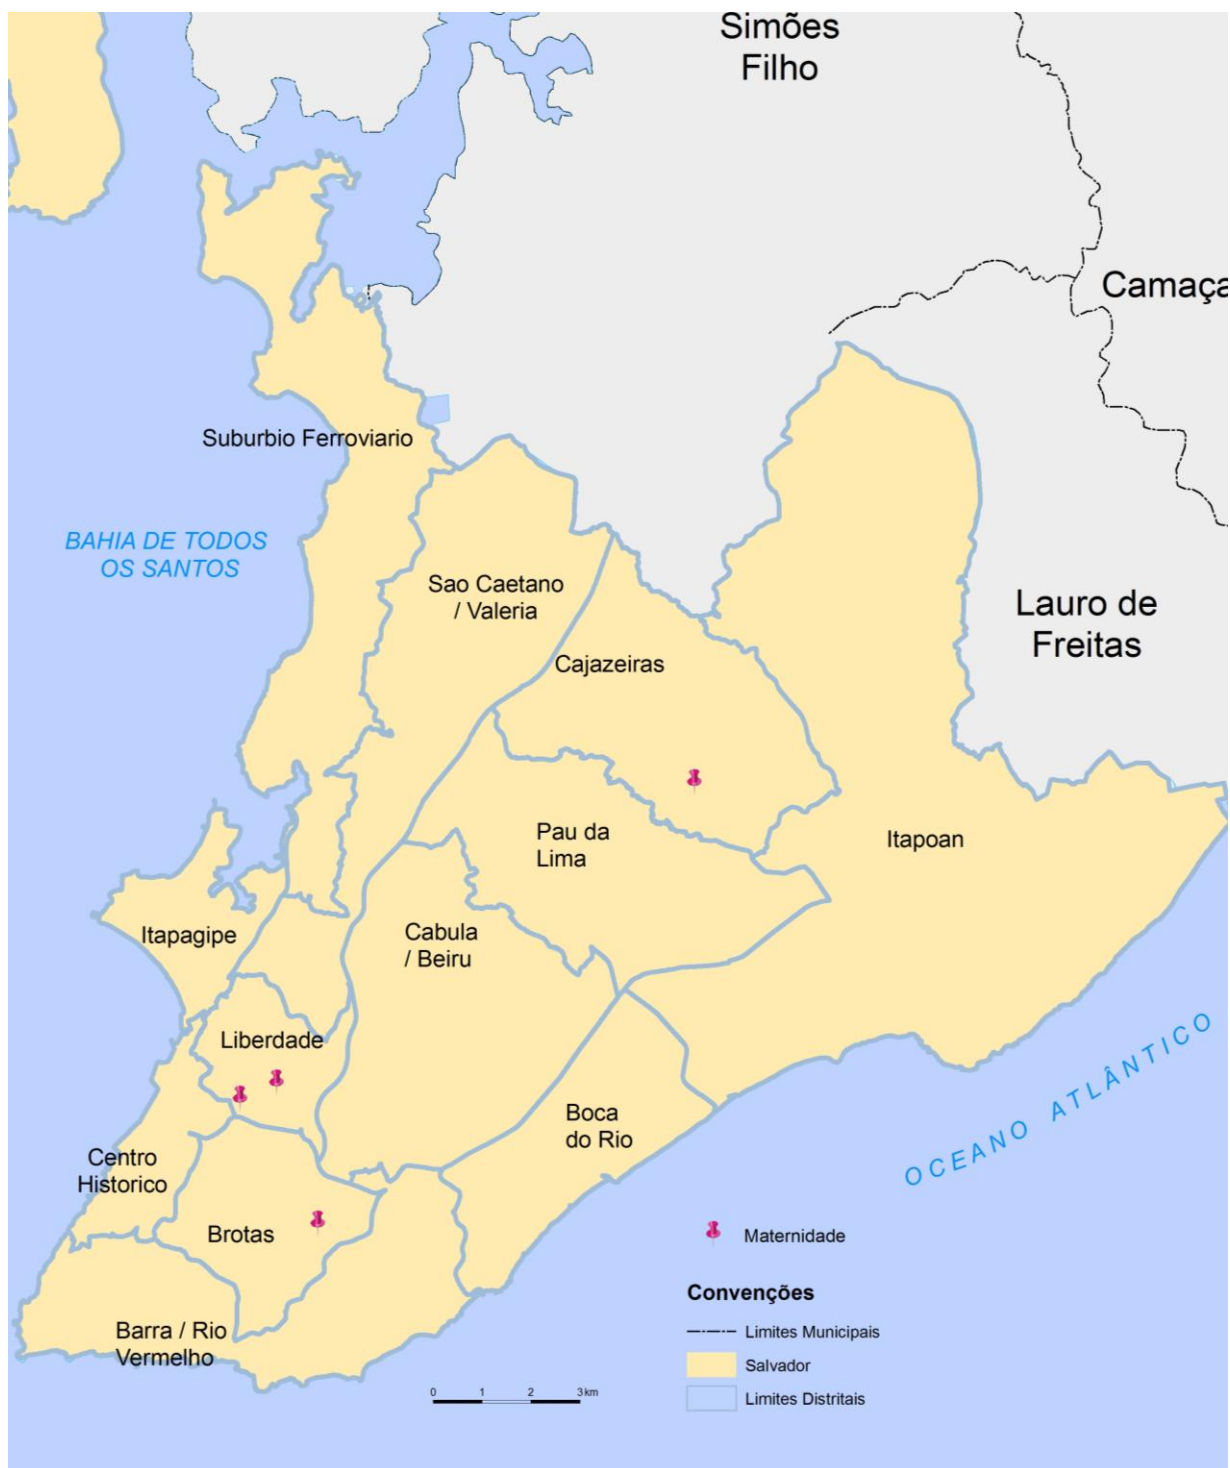 Simões
Filho
Camaça
Suburbio Ferroviario
BAHIA DE TODOS
OS SANTOS
Sao Caetano
/ Valeria
Lauro de
Freitas
Cajazeiras
Pau da
Lima
Itapoan
Itapagipe
Cabula
/ Beiru
Liberdade
Boca
do Rio
OCEANO ATLÂNTICO
Centro
Historico
Brotas
Maternidade
Convenções
Barra / Rio
Vermelho
Limites Municipais
Salvador
0 1 2 3 km
Limites Distritais